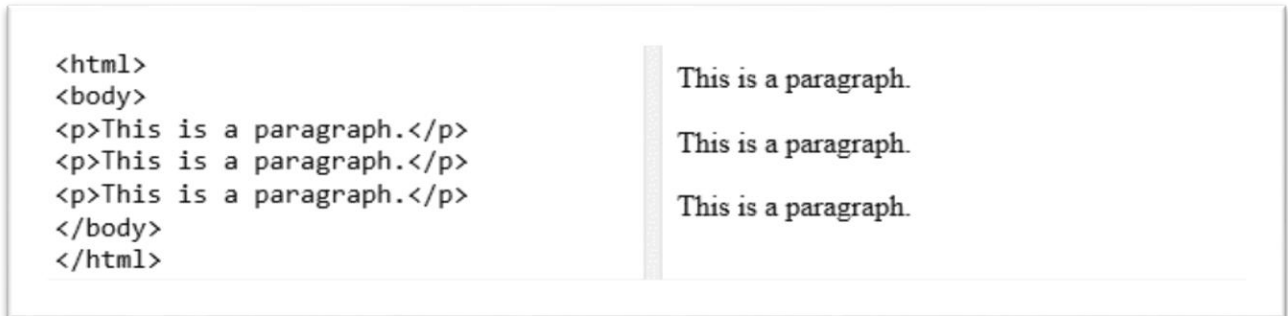 <html>
<body>
<p>This is a paragraph.</p>
<p>This is a paragraph.</p>
<p>This is a paragraph.</p>
</body>
</html>
This is a paragraph.
This is a paragraph.
This is a paragraph.